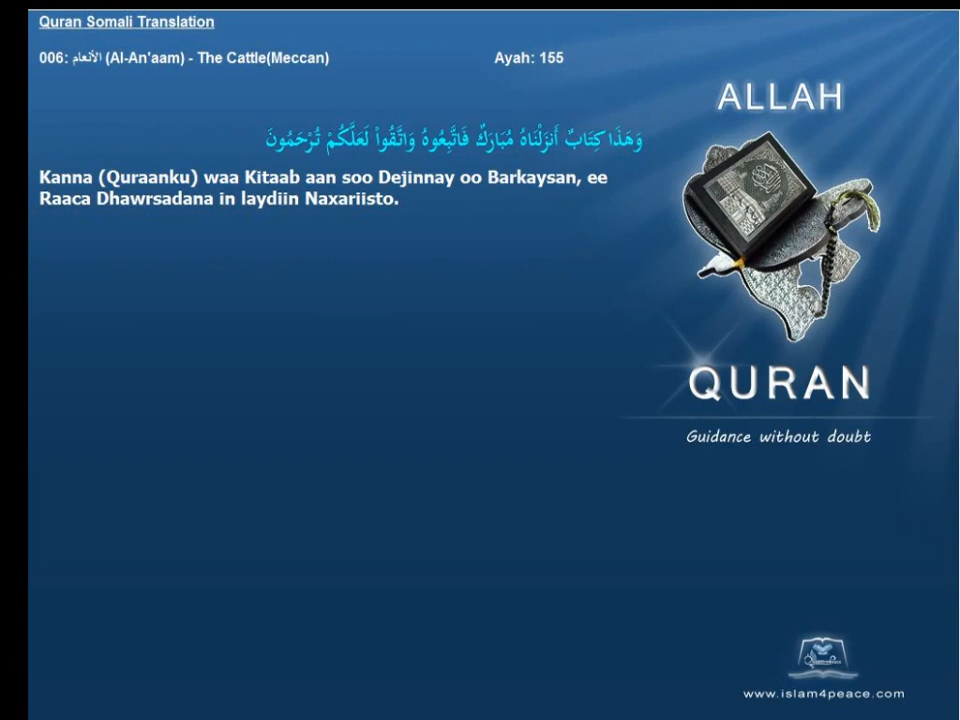 Quran Somali Translation
006: الأنعام (Al-An'aam) - The Cattle(Meccan) Ayah: 155
ALLAH
وَهَذَا كِتَابٌ أَنزَلْنَاهُ مُبَارَكٌ فَاتَّبِعُوهُ وَاتَّقُواْ لَعَلَّكُمْ تُرْحَمُونَ
Kanna (Quraanku) waa Kitaab aan soo Dejinnay oo Barkaysan, ee
Raaca Dhawrsadana in laydiin Naxariisto.
QURAN
Guidance without doubt
www.islam4peace.com